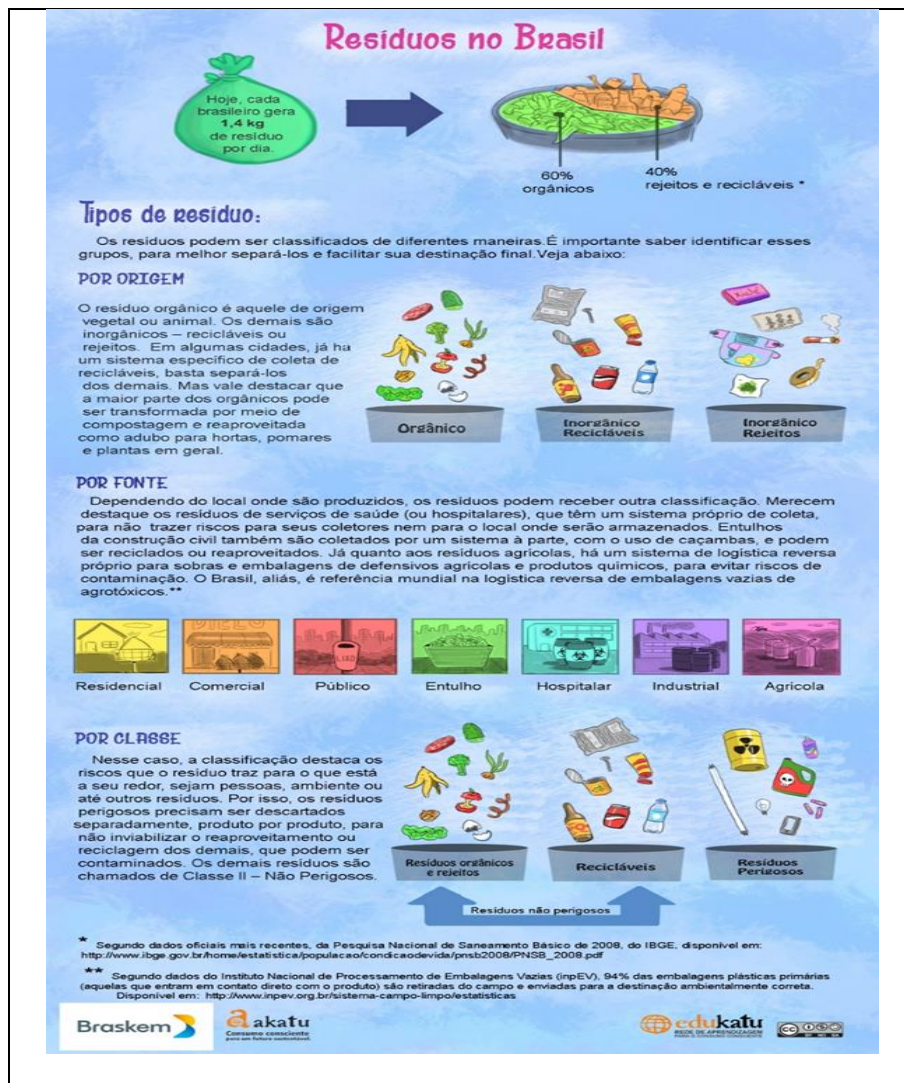 Resíduos no Brasil
Hoje, cada
brasileiro gera
1,4 kg
de resíduo
por dia.
60%
orgânicos
40%
rejeitos e recicláveis *
Tipos de resíduo:
Os resíduos podem ser classificados de diferentes maneiras.É importante saber identificar esses
grupos, para melhor separá-los e facilitar sua destinação final.Veja abaixo:
POR ORIGEM
O resíduo orgânico é aquele de origem
vegetal ou animal. Os demais são
inorgânicos – recicláveis ou
rejeitos. Em algumas cidades, já ha
um sistema específico de coleta de
recicláveis, basta separá-los
dos demais. Mas vale destacar que
a maior parte dos orgânicos pode
ser transformada por meio de
compostagem e reaproveitada
como adubo para hortas, pomares
e plantas em geral.
Orgânico
Inorgânico
Recicláveis
Inorgânico
Rejeitos
POR FONTE
Dependendo do local onde são produzidos, os resíduos podem receber outra classificação. Merecem
destaque os resíduos de serviços de saúde (ou hospitalares), que têm um sistema próprio de coleta,
para não trazer riscos para seus coletores nem para o local onde serão armazenados. Entulhos
da construção civil também são coletados por um sistema à parte, com o uso de caçambas, e podem
ser reciclados ou reaproveitados. Já quanto aos resíduos agrícolas, há um sistema de logística reversa
próprio para sobras e embalagens de defensivos agrícolas e produtos químicos, para evitar riscos de
contaminação. O Brasil, aliás, é referência mundial na logística reversa de embalagens vazias de
agrotóxicos.**
LIXO
Residencial
Comercial
Público
Entulho
Hospitalar
Industrial
Agrícola
POR CLASSE
Nesse caso, a classificação destaca os
riscos que o resíduo traz para o que está
a seu redor, sejam pessoas, ambiente ou
até outros resíduos. Por isso, os resíduos
perigosos precisam ser descartados
separadamente, produto por produto, para
não inviabilizar o reaproveitamento ou
reciclagem dos demais, que podem ser
contaminados. Os demais resíduos são
chamados de Classe II – Não Perigosos.
Resíduos orgânicos
e rejeitos
Recicláveis
Resíduos
Perigosos
Resíduos não perigosos
* Segundo dados oficiais mais recentes, da Pesquisa Nacional de Saneamento Básico de 2008, do IBGE, disponível em:
http://www.ibge.gov.br/home/estatistica/populacao/condicaodevida/pnsb2008/PNSB_2008.pdf
** Segundo dados do Instituto Nacional de Processamento de Embalagens Vazias (inpEV), 94% das embalagens plásticas primárias
(aquelas que entram em contato direto com o produto) são retiradas do campo e enviadas para a destinação ambientalmente correta.
Disponível em: http://www.inpev.org.br/sistema-campo-limpo/estatisticas
Braskem
akatu
Consumo consciente
para um futuro sustentável.
edukatu
REDE DE APRENDIZAGEM
PARA O CONSUMO CONSCIENTE
cc
BY NC SA